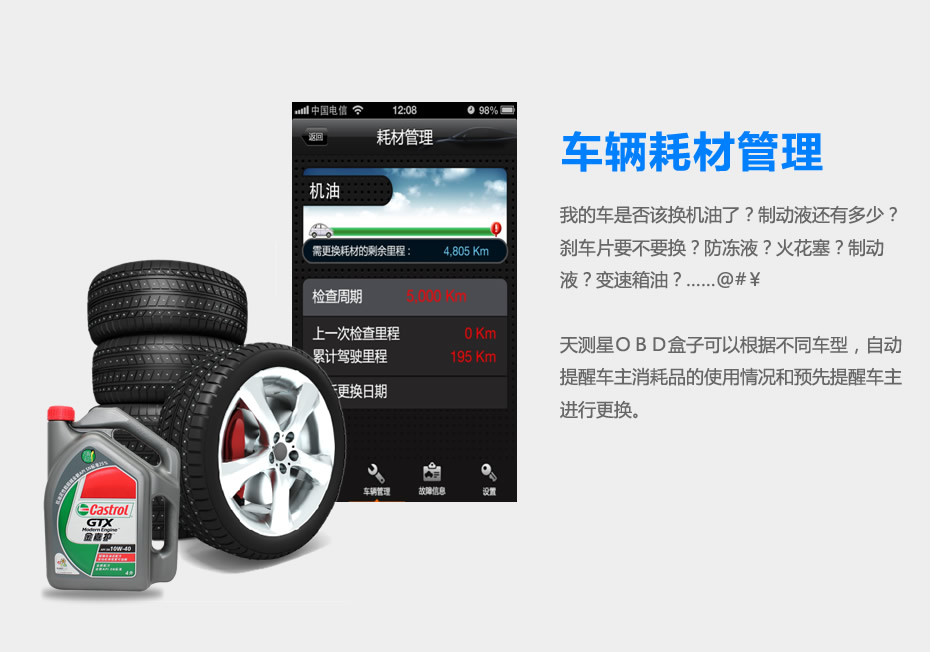 中国电信 12:08 98%
返回 耗材管理
机油
需更换耗材的剩余里程： 4,805 Km
检查周期 5,000 Km
上一次检查里程 0 Km
累计驾驶里程 195 Km
更换日期
车辆管理 故障信息 设置
Castrol
GTX
Modern Engine
金嘉护
10W-40
4升
车辆耗材管理
我的车是否该换机油了？制动液还有多少？
刹车片要不要换？防冻液？火花塞？制动
液？变速箱油？......@#￥
天测星ＯＢＤ盒子可以根据不同车型，自动
提醒车主消耗品的使用情况和预先提醒车主
进行更换。